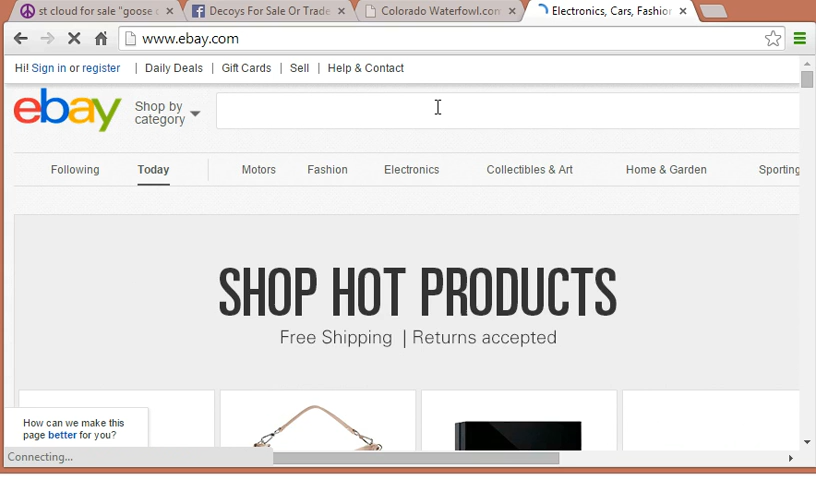 st cloud for sale "goose
Decoys For Sale Or Trade
Colorado Waterfowl.com
Electronics, Cars, Fashion
www.ebay.com
Hi! Sign in or register | Daily Deals | Gift Cards | Sell | Help & Contact
ebay
Shop by
category
Following Today Motors Fashion Electronics Collectibles & Art Home & Garden Sporting
SHOP HOT PRODUCTS
Free Shipping | Returns accepted
How can we make this
page better for you?
Connecting...